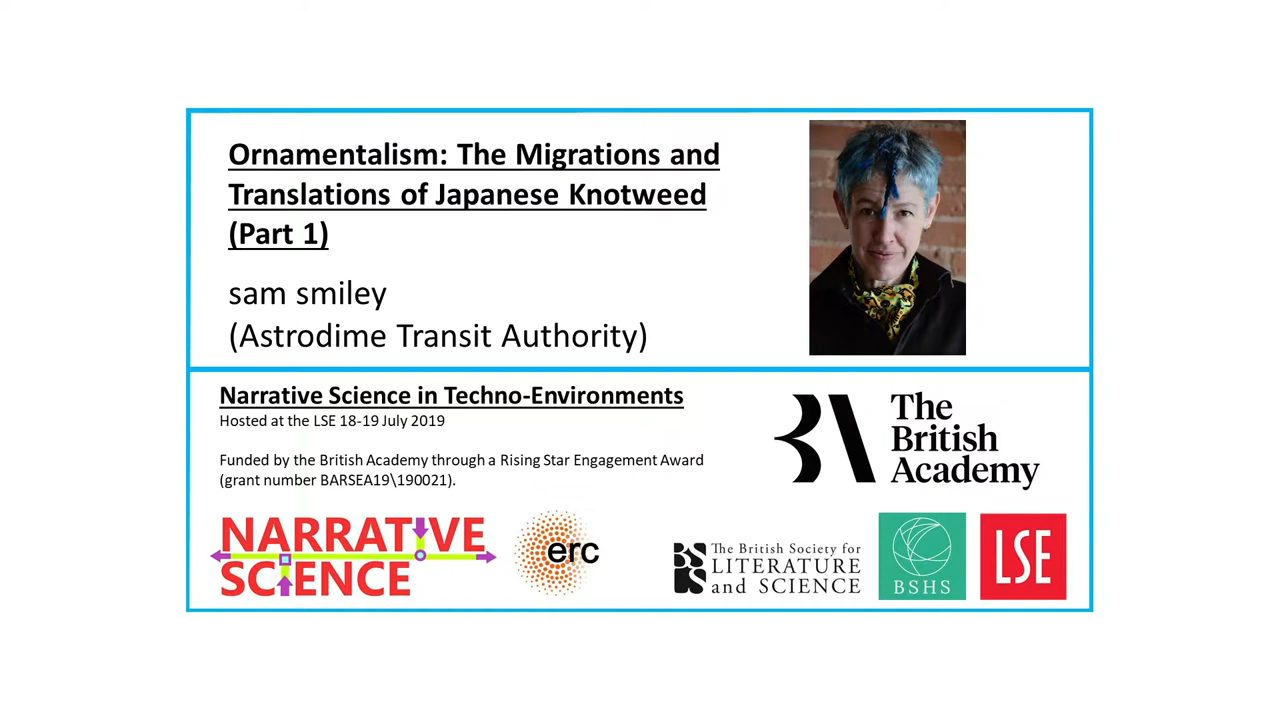 Ornamentalism: The Migrations and
Translations of Japanese Knotweed
(Part 1)
sam smiley
(Astrodime Transit Authority)
Narrative Science in Techno-Environments
Hosted at the LSE 18-19 July 2019
Funded by the British Academy through a Rising Star Engagement Award
(grant number BARSEA19\190021).
BA
The
British
Academy
NARRATIVE
SCIENCE
erc
BSLS
The British Society for
LITERATURE
and SCIENCE
BSHS
LSE